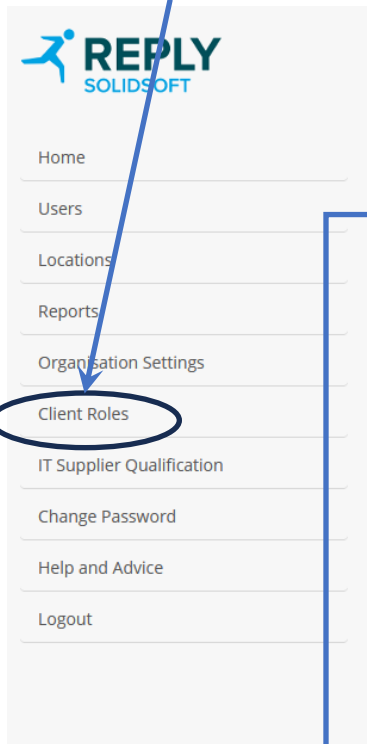 REPLY
SOLIDSOFT
Home
Users
Locations
Reports
Organisation Settings
Client Roles
IT Supplier Qualification
Change Password
Help and Advice
Logout